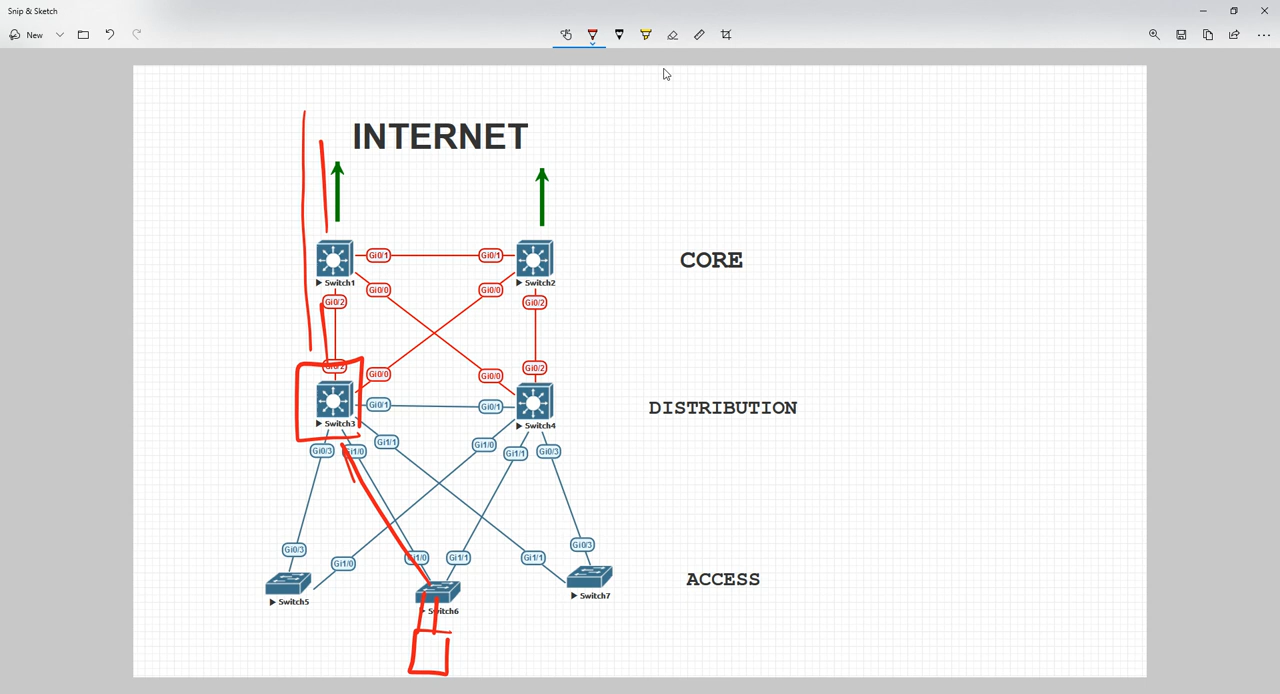 Snip & Sketch
New
INTERNET
Gi0/1 Gi0/1
CORE
Switch1 Switch2
Gi0/0 Gi0/0
Gi0/2 Gi0/2
Gi0/2 Gi0/2
Gi0/0 Gi0/0
Gi0/1 Gi0/1
DISTRIBUTION
Switch3 Switch4
Gi1/1 Gi1/0
Gi0/3 Gi1/0 Gi1/1 Gi0/3
Gi0/3 Gi0/3
Gi1/0 Gi1/0 Gi1/1 Gi1/1
ACCESS
Switch5 Switch6 Switch7